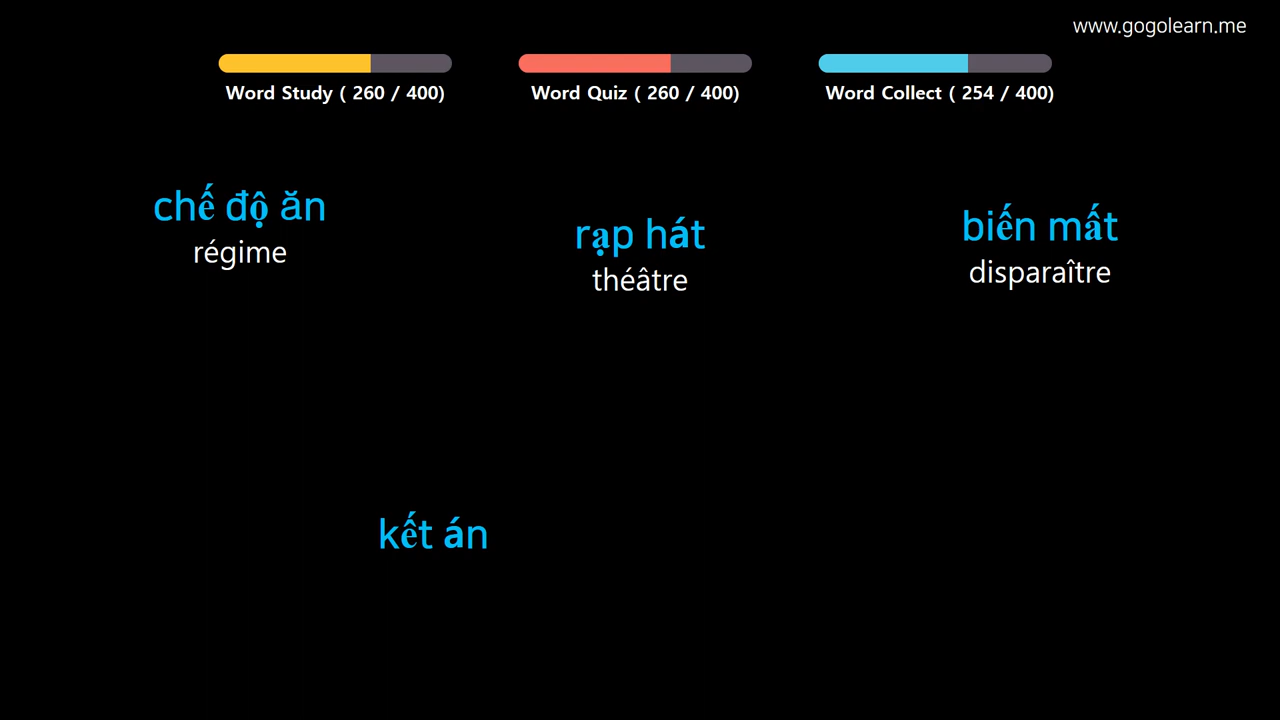 www.gogolearn.me
Word Study ( 260 / 400)
Word Quiz ( 260 / 400)
Word Collect ( 254 / 400)
chế độ ăn
régime
rạp hát
théâtre
biến mất
disparaître
kết án